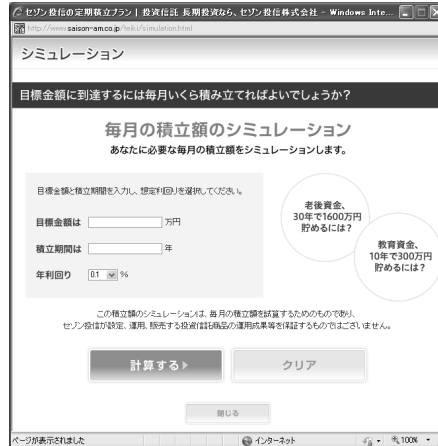 セゾン投信の定期積立プラン | 投資信託 長期投資なら、セゾン投信株式会社 - Windows Inte...
http://www.saison-am.co.jp/teiki/simulation.html
シミュレーション
目標金額に到達するには毎月いくら積み立てればよいでしょうか?
毎月の積立額のシミュレーション
あなたに必要な毎月の積立額をシミュレーションします。
目標金額と積立期間を入力し、想定利回りを選択してください。
目標金額は 万円
積立期間は 年
年利回り 0.1 %
老後資金、
30年で1600万円
貯めるには?
教育資金、
10年で300万円
貯めるには?
この積立額のシミュレーションは、毎月の積立額を試算するためのものであり、
セゾン投信が設定、運用、販売する投資信託商品の運用成果等を保証するものではございません。
計算する
クリア
閉じる
ページが表示されました インターネット 100%